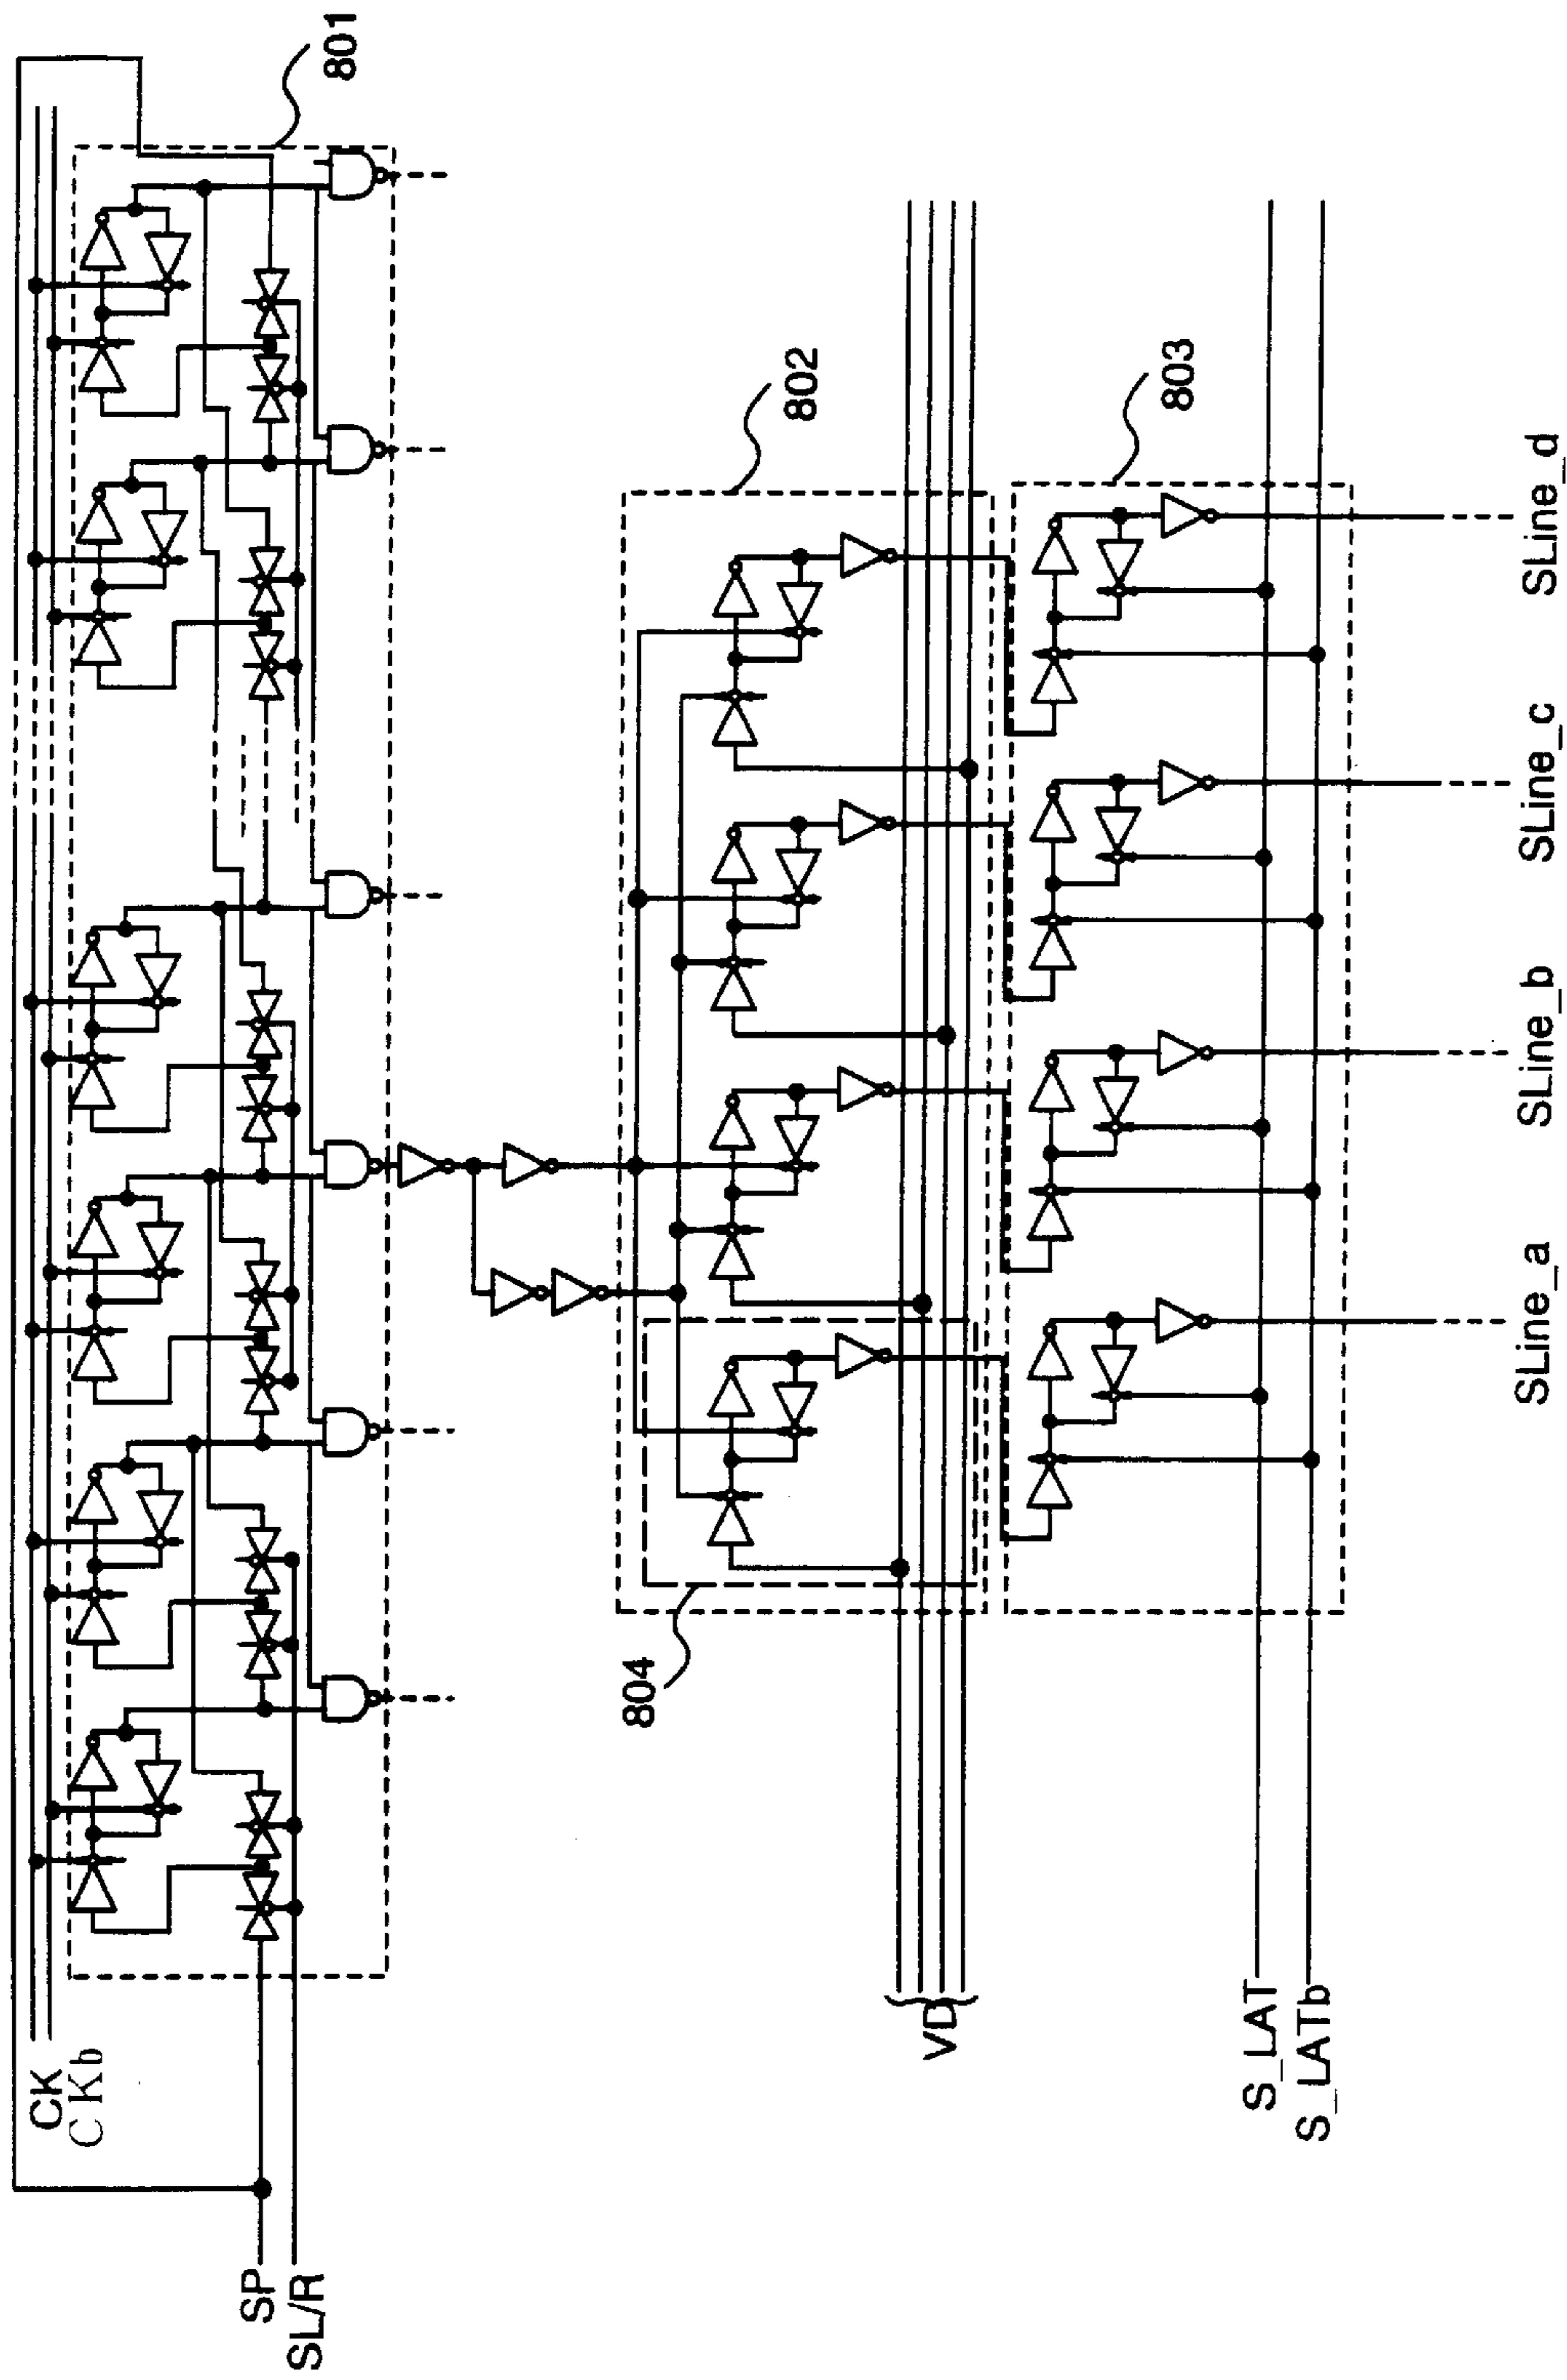 CK
CKb
SP
SL/R
801
802
804
VD
803
S_LAT
S_LATb
SLine_a
SLine_b
SLine_c
SLine_d